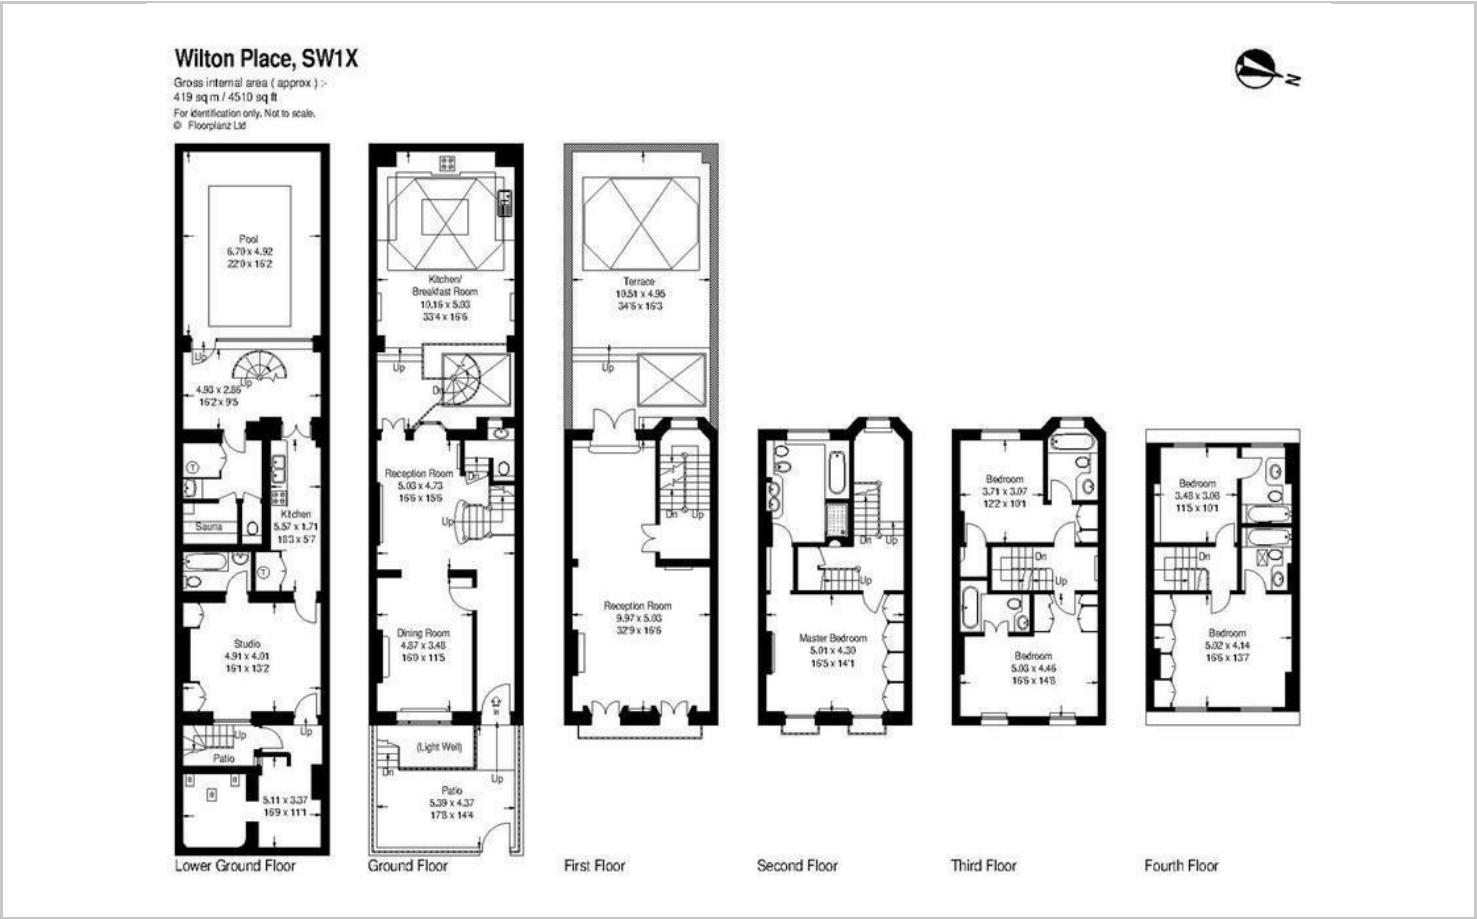 Wilton Place, SW1X
Gross internal area ( approx ) :-
419 sq m / 4510 sq ft
For identification only. Not to scale.
© Floorplanz Ltd
N
Pool
6.70 x 4.92
22'0 x 16'2
Up
Up
4.93 x 2.86
16'2 x 9'5
T
Kitchen
5.57 x 1.71
18'3 x 5'7
Sauna
T
Studio
4.91 x 4.01
16'1 x 13'2
Up
Up
Patio
5.11 x 3.37
16'9 x 11'1
Lower Ground Floor
Kitchen/
Breakfast Room
10.16 x 5.03
33'4 x 16'6
Up
Dn
Reception Room
5.03 x 4.73
16'6 x 15'6
Dn
Up
Dining Room
4.87 x 3.48
16'0 x 11'5
IN
(Light Well)
Dn
Up
Patio
5.39 x 4.37
17'8 x 14'4
Ground Floor
Terrace
10.51 x 4.95
34'6 x 16'3
Up
Dn
Up
Reception Room
9.97 x 5.03
32'9 x 16'6
First Floor
Dn
Up
Up
Master Bedroom
5.01 x 4.30
16'5 x 14'1
Second Floor
Bedroom
3.71 x 3.07
12'2 x 10'1
Dn
Up
Bedroom
5.03 x 4.46
16'6 x 14'8
Third Floor
Bedroom
3.48 x 3.08
11'5 x 10'1
Dn
Bedroom
5.02 x 4.14
16'6 x 13'7
Fourth Floor